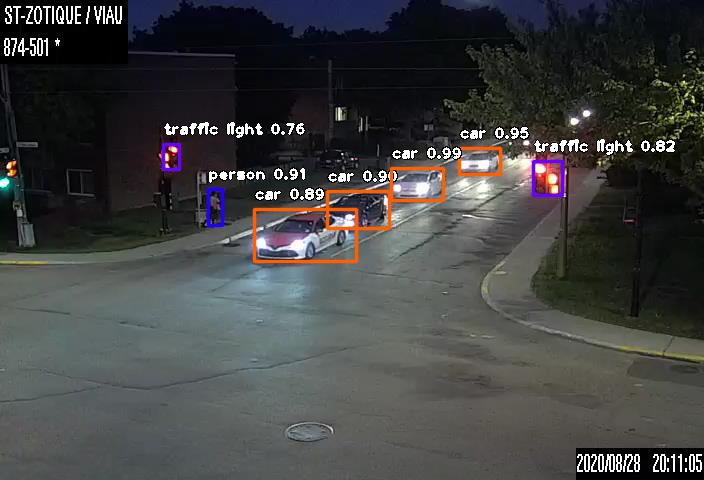 ST-ZOTIQUE / VIAU
874-501 *
traffic light 0.76
car 0.95
traffic light 0.82
car 0.99
person 0.91
car 0.90
car 0.89
2020/08/28 20:11:05